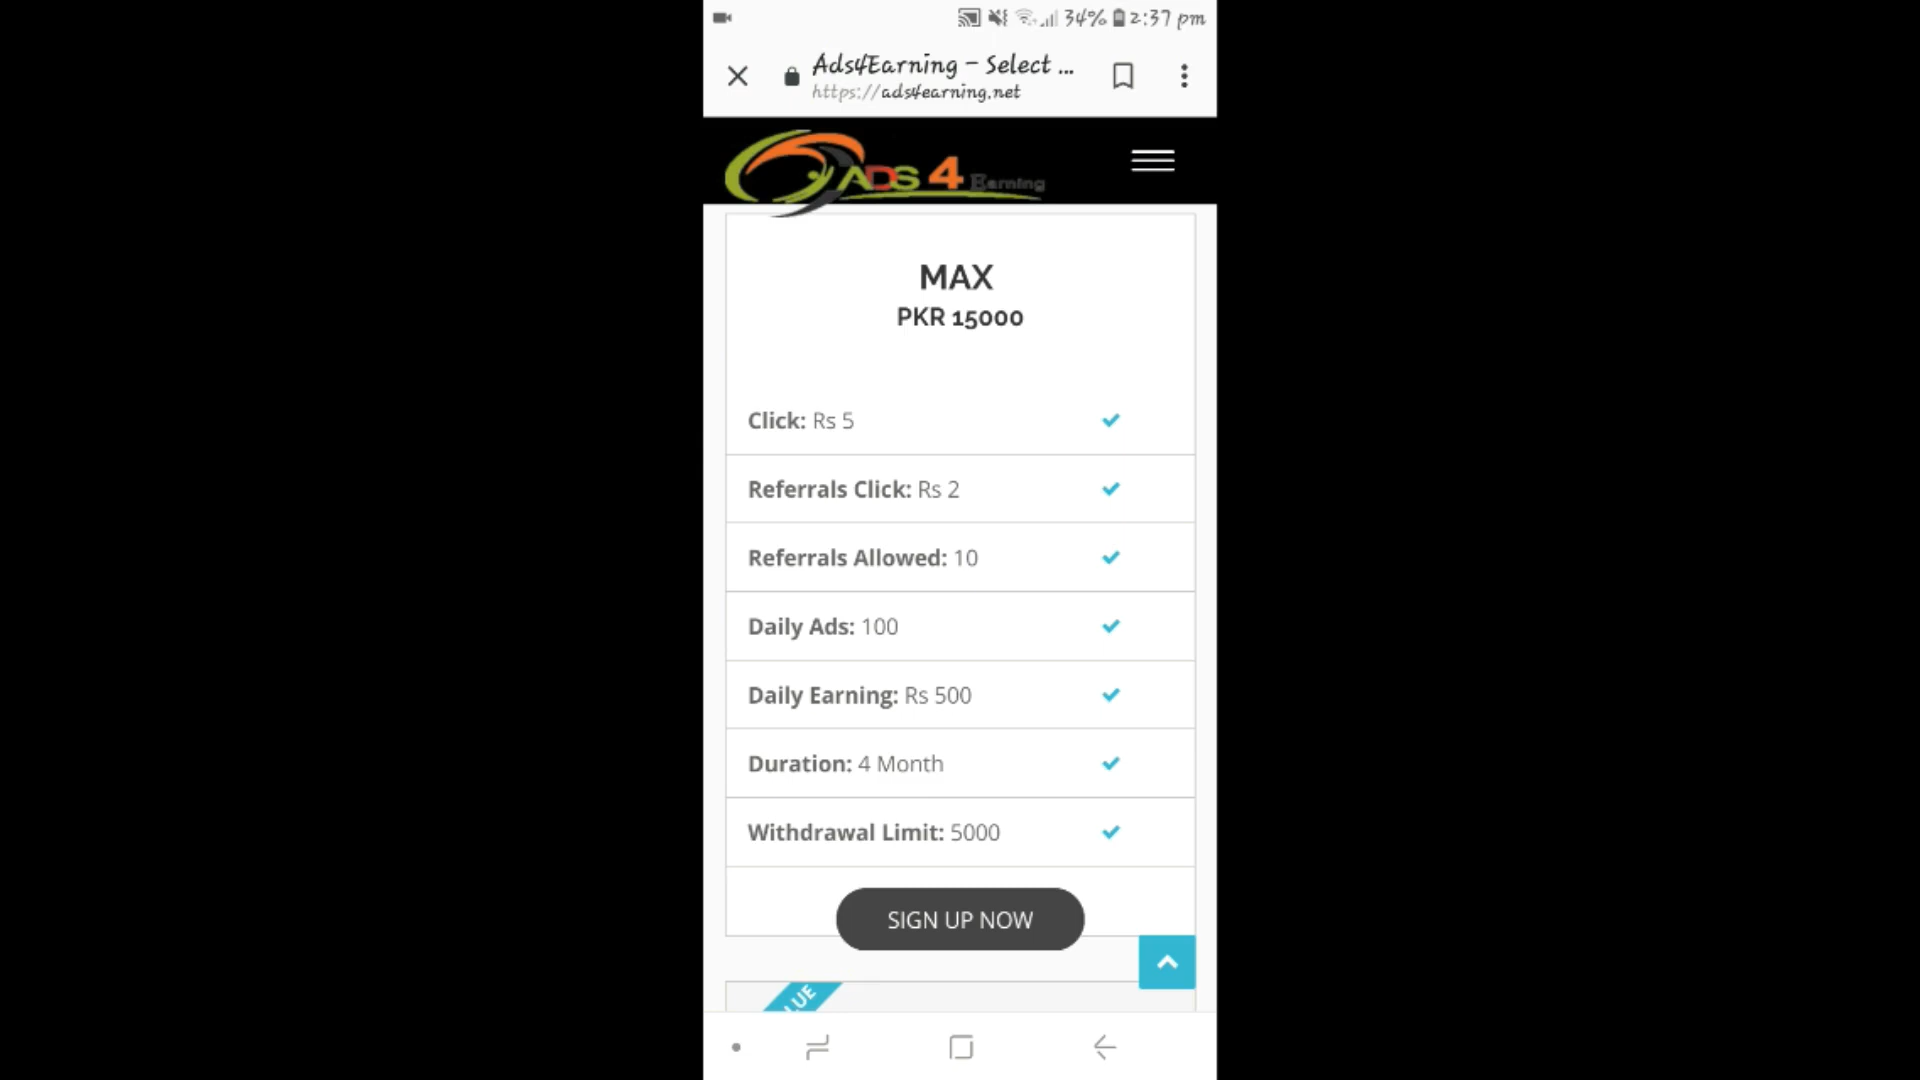 34% 2:37 pm
Ads4Earning – Select ...
https://ads4earning.net
ADS 4 Earning
MAX
PKR 15000
Click: Rs 5
Referrals Click: Rs 2
Referrals Allowed: 10
Daily Ads: 100
Daily Earning: Rs 500
Duration: 4 Month
Withdrawal Limit: 5000
SIGN UP NOW
LUE